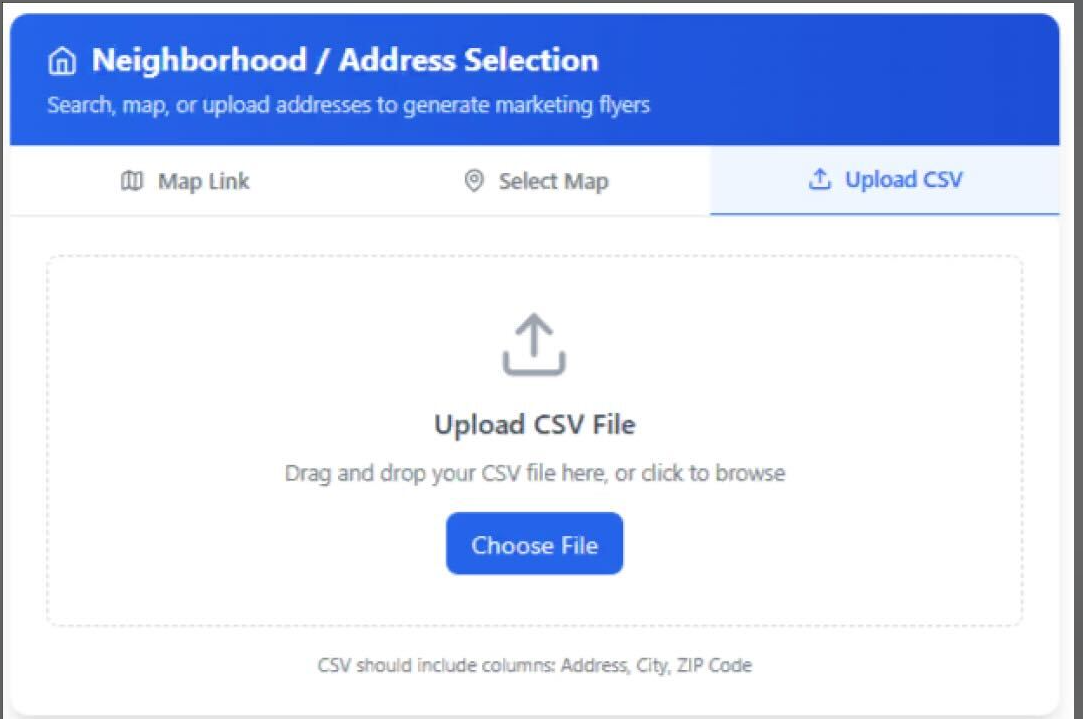 Neighborhood / Address Selection
Search, map, or upload addresses to generate marketing flyers
Map Link
Select Map
Upload CSV
Upload CSV File
Drag and drop your CSV file here, or click to browse
Choose File
CSV should include columns: Address, City, ZIP Code